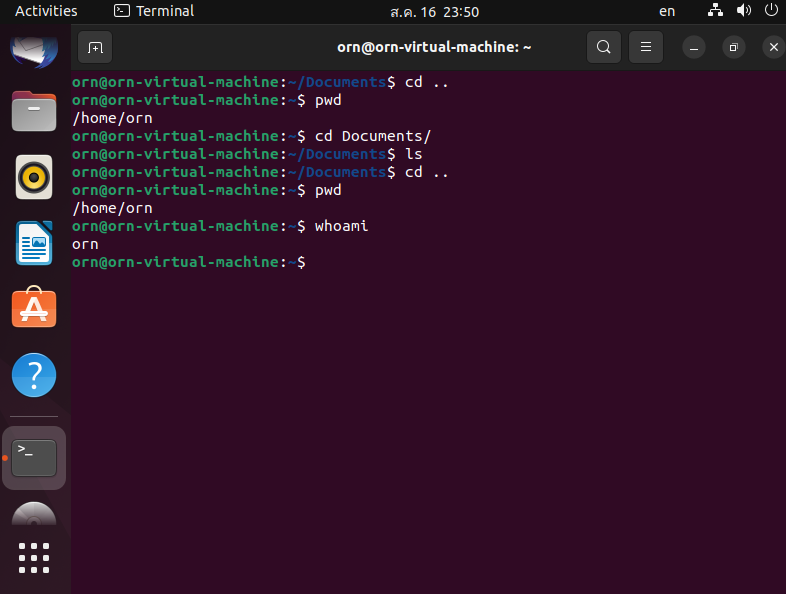 Activities Terminal ส.ค. 16 23:50 en
orn@orn-virtual-machine: ~
orn@orn-virtual-machine:~/Documents$ cd ..
orn@orn-virtual-machine:~$ pwd
/home/orn
orn@orn-virtual-machine:~$ cd Documents/
orn@orn-virtual-machine:~/Documents$ ls
orn@orn-virtual-machine:~/Documents$ cd ..
orn@orn-virtual-machine:~$ pwd
/home/orn
orn@orn-virtual-machine:~$ whoami
orn
orn@orn-virtual-machine:~$